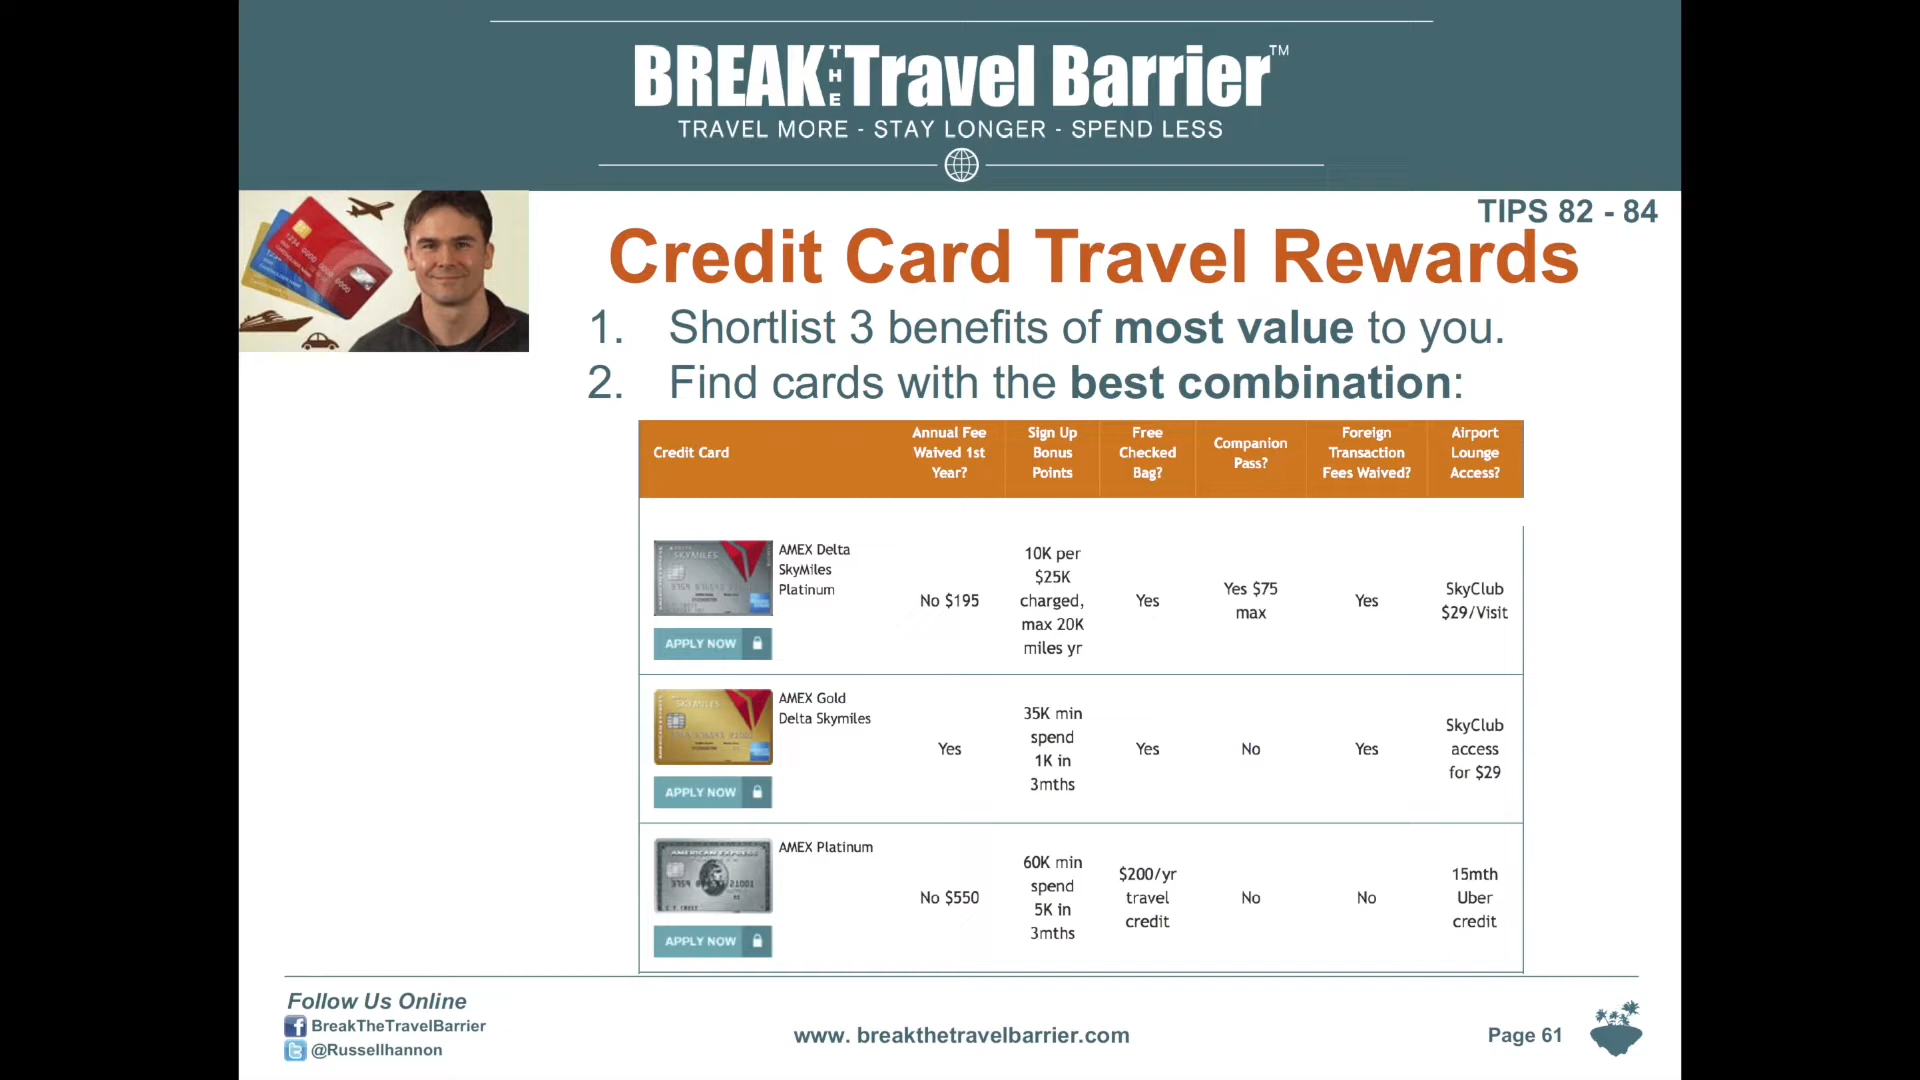 BREAK THE Travel Barrier™
TRAVEL MORE - STAY LONGER - SPEND LESS
TIPS 82 - 84
Credit Card Travel Rewards
1. Shortlist 3 benefits of most value to you.
2. Find cards with the best combination:
Credit Card
Annual Fee
Waived 1st
Year?
Sign Up
Bonus
Points
Free
Checked
Bag?
Companion
Pass?
Foreign
Transaction
Fees Waived?
Airport
Lounge
Access?
SKYMILES
AMEX Delta
SkyMiles
Platinum
APPLY NOW
No $195
10K per
$25K
charged,
max 20K
miles yr
Yes
Yes $75
max
Yes
SkyClub
$29/Visit
SKYMILES
AMEX Gold
Delta Skymiles
APPLY NOW
Yes
35K min
spend
1K in
3mths
Yes
No
Yes
SkyClub
access
for $29
AMERICAN EXPRESS
AMEX Platinum
APPLY NOW
No $550
60K min
spend
5K in
3mths
$200/yr
travel
credit
No
No
15mth
Uber
credit
Follow Us Online
BreakTheTravelBarrier
@Russellhannon
www. breakthetravelbarrier.com
Page 61